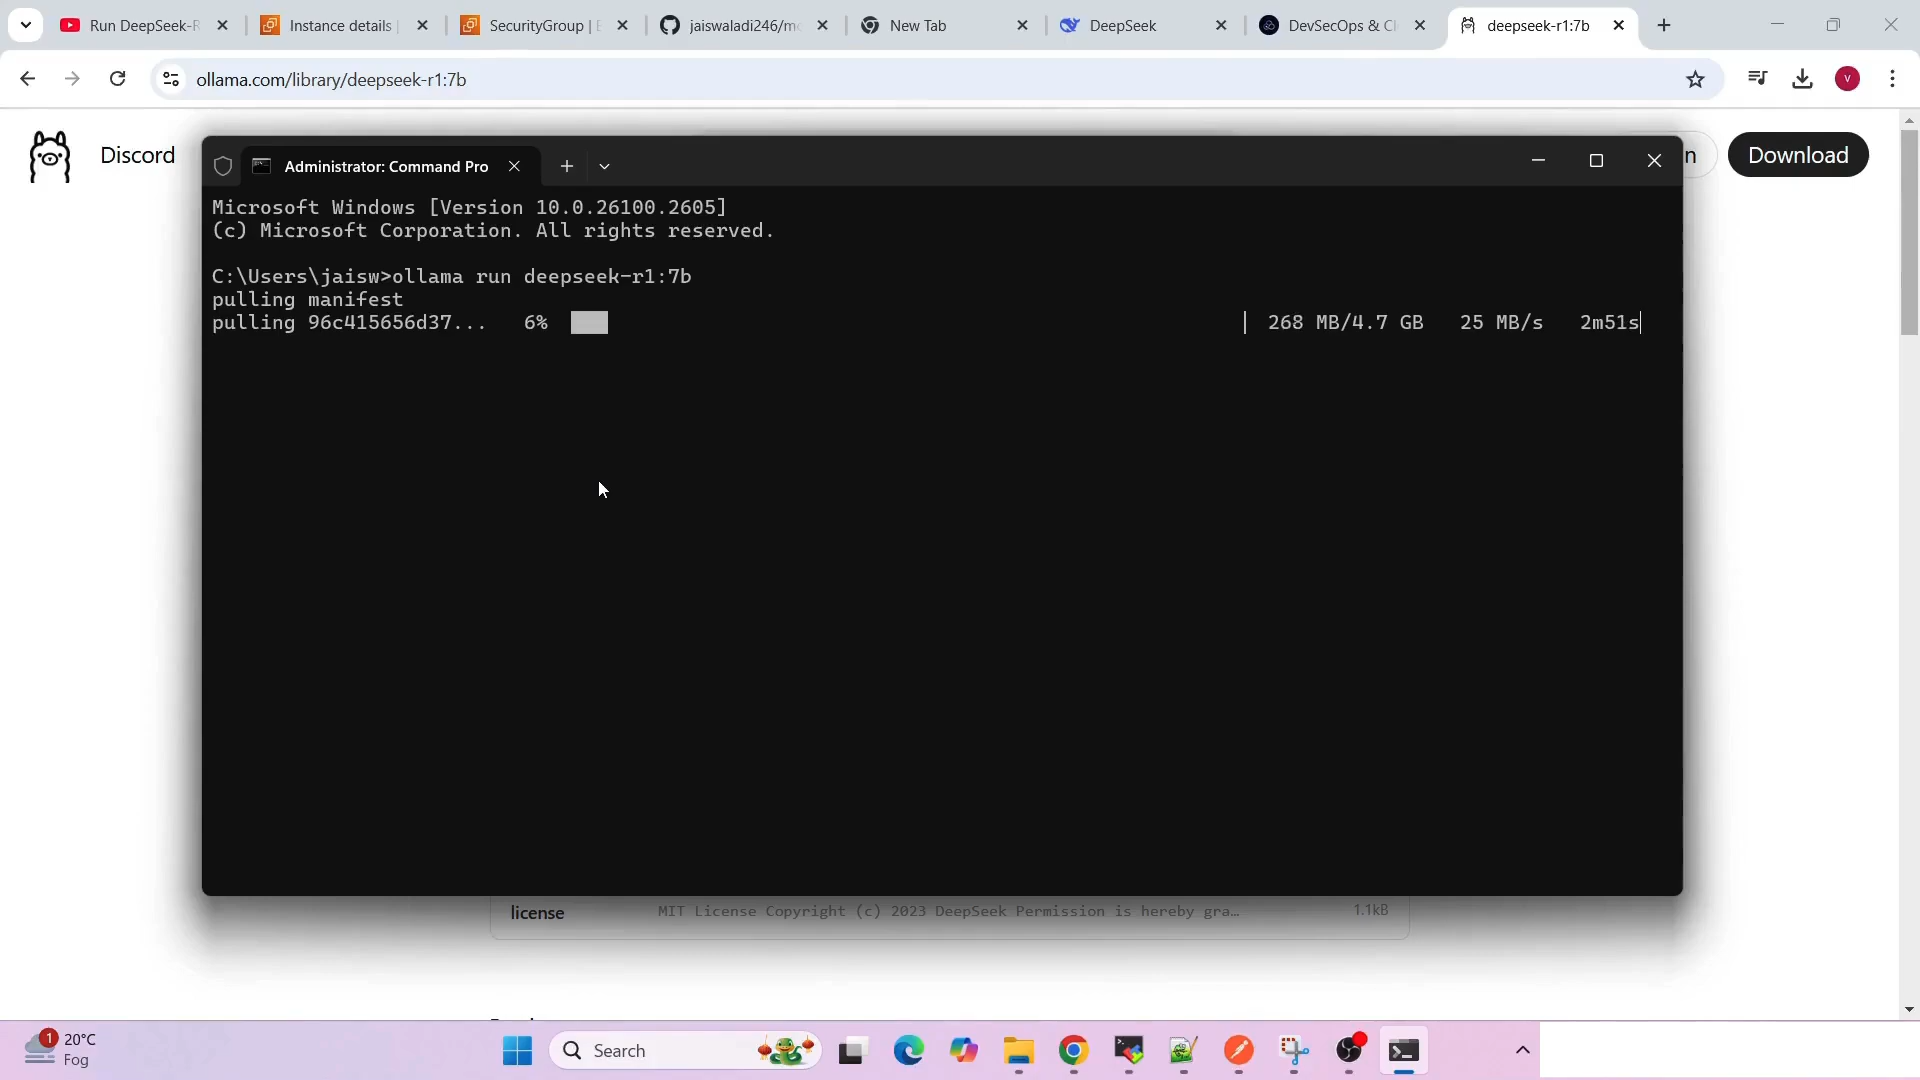 Run DeepSeek-R
Instance details |
SecurityGroup | E
jaiswaladi246/mc
New Tab
DeepSeek
DevSecOps & Cl
deepseek-r1:7b
ollama.com/library/deepseek-r1:7b
V
Discord
n
Download
Administrator: Command Pro
Microsoft Windows [Version 10.0.26100.2605]
(c) Microsoft Corporation. All rights reserved.
C:\Users\jaisw>ollama run deepseek-r1:7b
pulling manifest
pulling 96c415656d37... 6% | 268 MB/4.7 GB 25 MB/s 2m51s
license MIT License Copyright (c) 2023 DeepSeek Permission is hereby gra… 1.1kB
1
20°C
Fog
Search